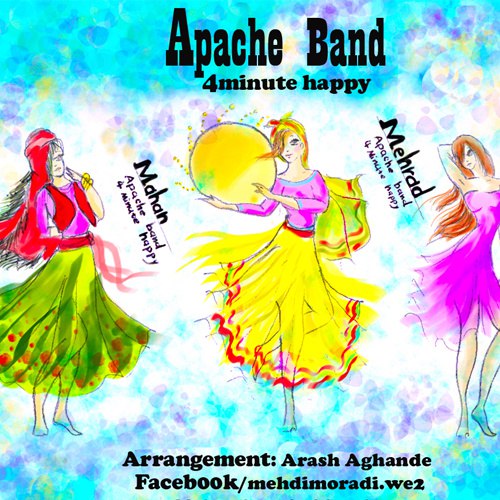 Apache Band
4minute happy
Mahan
Apache band
4 minute happy
Mehrad
Apache band
4 minute happy
Arrangement: Arash Aghande
Facebook/mehdimoradi.we2